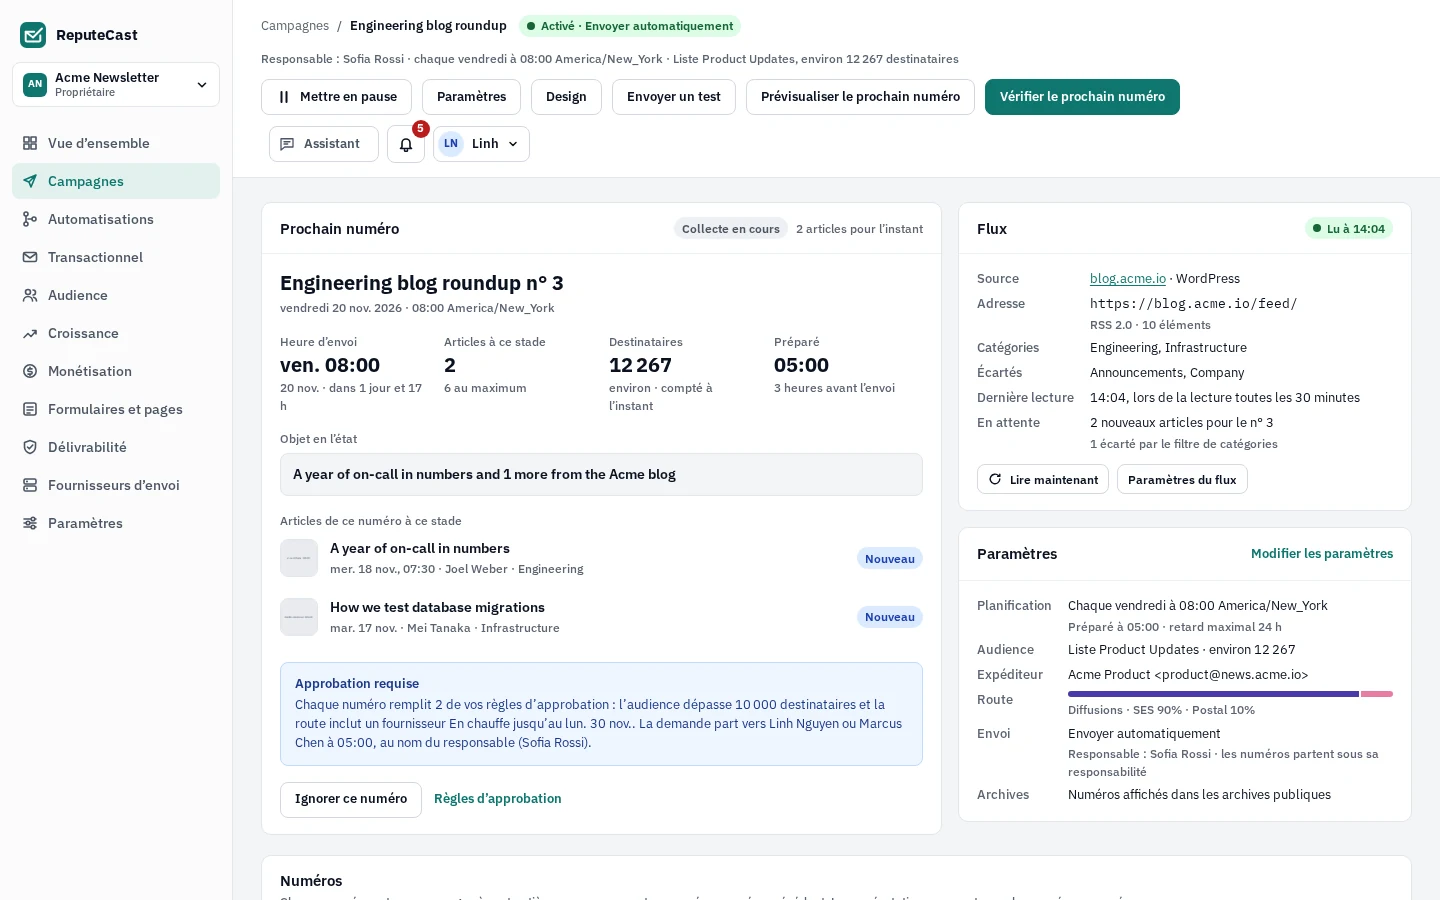 ReputeCast
AN
Acme Newsletter
Propriétaire
Vue d’ensemble
Campagnes
Automatisations
Transactionnel
Audience
Croissance
Monétisation
Formulaires et pages
Délivrabilité
Fournisseurs d’envoi
Paramètres
Campagnes / Engineering blog roundup Activé · Envoyer automatiquement
Responsable : Sofia Rossi · chaque vendredi à 08:00 America/New_York · Liste Product Updates, environ 12 267 destinataires
Mettre en pause Paramètres Design Envoyer un test Prévisualiser le prochain numéro Vérifier le prochain numéro
Assistant 5 LN Linh
Prochain numéro Collecte en cours 2 articles pour l’instant
Engineering blog roundup n° 3
vendredi 20 nov. 2026 · 08:00 America/New_York
Heure d’envoi Articles à ce stade Destinataires Préparé
ven. 08:00 2 12 267 05:00
20 nov. · dans 1 jour et 17 6 au maximum environ · compté à 3 heures avant l’envoi
h l’instant
Objet en l’état
A year of on-call in numbers and 1 more from the Acme blog
Articles de ce numéro à ce stade
A year of on-call in numbers
mer. 18 nov., 07:30 · Joel Weber · Engineering
Nouveau
How we test database migrations
mar. 17 nov. · Mei Tanaka · Infrastructure
Nouveau
Approbation requise
Chaque numéro remplit 2 de vos règles d’approbation : l’audience dépasse 10 000 destinataires et la
route inclut un fournisseur En chauffe jusqu’au lun. 30 nov.. La demande part vers Linh Nguyen ou Marcus
Chen à 05:00, au nom du responsable (Sofia Rossi).
Ignorer ce numéro Règles d’approbation
Flux Lu à 14:04
Source blog.acme.io · WordPress
Adresse https://blog.acme.io/feed/
RSS 2.0 · 10 éléments
Catégories Engineering, Infrastructure
Écartés Announcements, Company
Dernière lecture 14:04, lors de la lecture toutes les 30 minutes
En attente 2 nouveaux articles pour le n° 3
1 écarté par le filtre de catégories
Lire maintenant Paramètres du flux
Paramètres Modifier les paramètres
Planification Chaque vendredi à 08:00 America/New_York
Préparé à 05:00 · retard maximal 24 h
Audience Liste Product Updates · environ 12 267
Expéditeur Acme Product <product@news.acme.io>
Route
Diffusions · SES 90% · Postal 10%
Envoi Envoyer automatiquement
Responsable : Sofia Rossi · les numéros partent sous sa
responsabilité
Archives Numéros affichés dans les archives publiques
Numéros